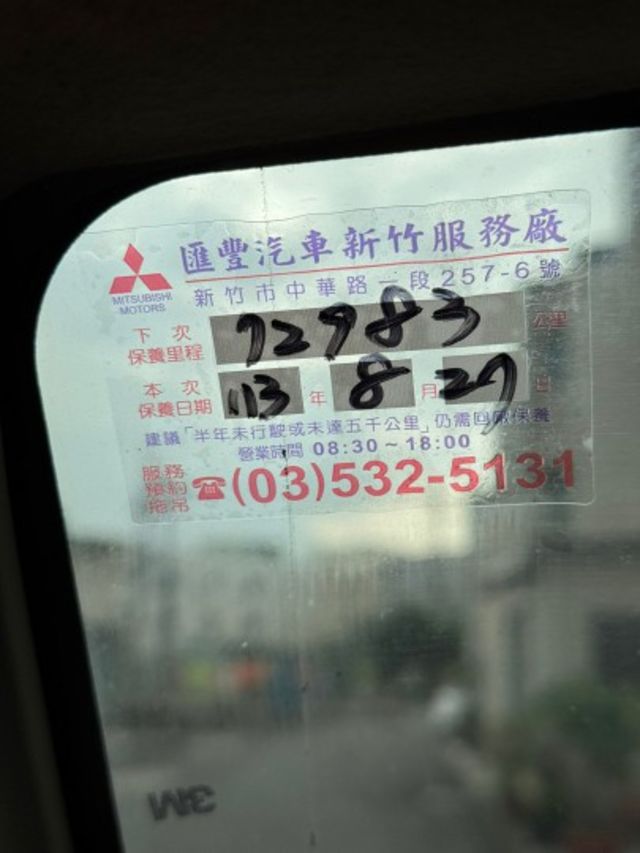 匯豐汽車新竹服務廠
MITSUBISHI
MOTORS
新竹市中華路一段257-6號
下次
保養里程 72983 公里
本次
保養日期 113 年 8 月 27 日
建議「半年未行駛或未達五千公里」仍需回廠保養
營業時間 08:30~18:00
服務
預約
拖吊
☎(03)532-5131
3M